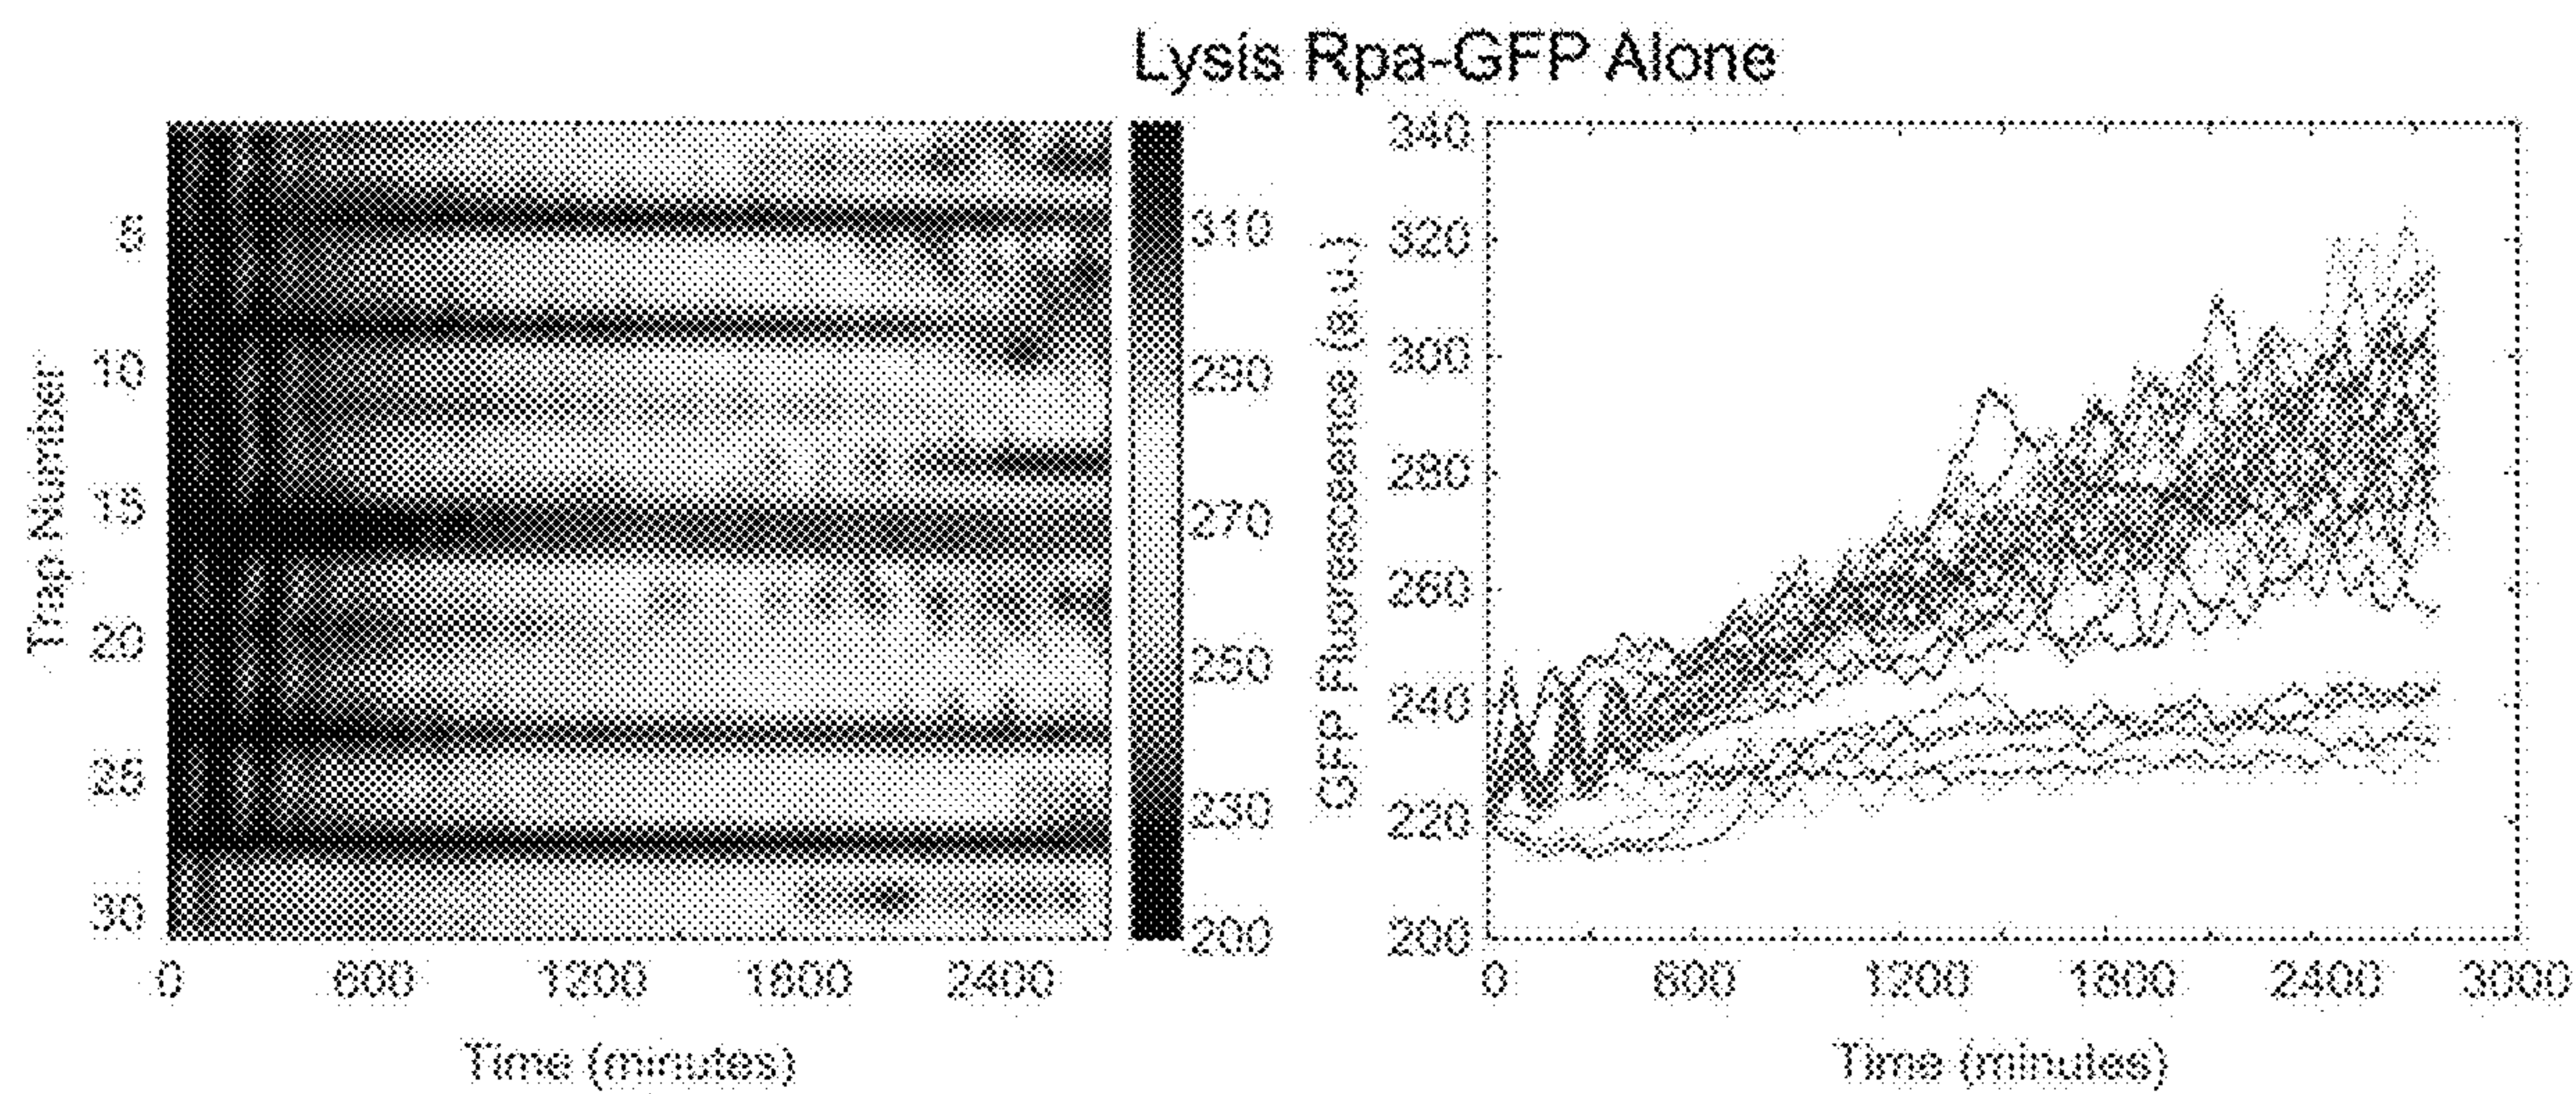 Lysis Rpa-GFP Alone
Trap Number
5
10
15
20
25
30
0 600 1200 1800 2400
Time (minutes)
310
290
270
250
230
200
GFP Fluorescence (a.u.)
340
320
300
280
260
240
220
200
0 600 1200 1800 2400 3000
Time (minutes)